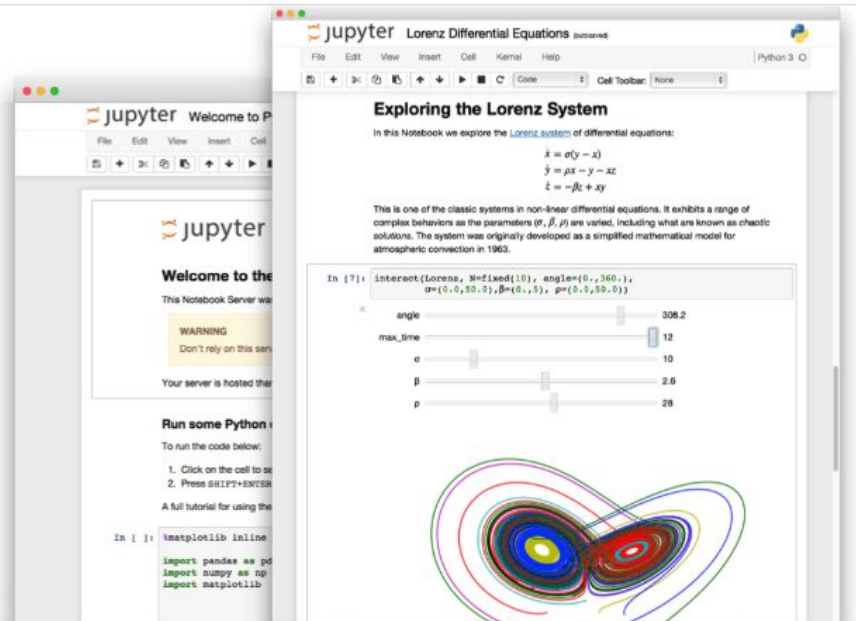 jupyter Lorenz Differential Equations (autosaved)
File Edit View Insert Cell Kernel Help Python 3
Code Cell Toolbar: None
Exploring the Lorenz System
In this Notebook we explore the Lorenz system of differential equations:
ẋ = σ(y − x)
ẏ = ρx − y − xz
ż = −βz + xy
This is one of the classic systems in non-linear differential equations. It exhibits a range of
complex behaviors as the parameters (σ, β, ρ) are varied, including what are known as chaotic
solutions. The system was originally developed as a simplified mathematical model for
atmospheric convection in 1963.
In [7]: interact(Lorenz, N=fixed(10), angle=(0.,360.),
σ=(0.0,50.0),β=(0.,5), ρ=(0.0,50.0))
angle 308.2
max_time 12
σ 10
β 2.6
ρ 28
jupyter Welcome to P
File Edit View Insert Cell
jupyter
Welcome to the
This Notebook Server was
WARNING
Don't rely on this serv
Your server is hosted than
Run some Python
To run the code below:
1. Click on the cell to se
2. Press SHIFT+ENTER
A full tutorial for using the
In [ ]: %matplotlib inline
import pandas as pd
import numpy as np
import matplotlib